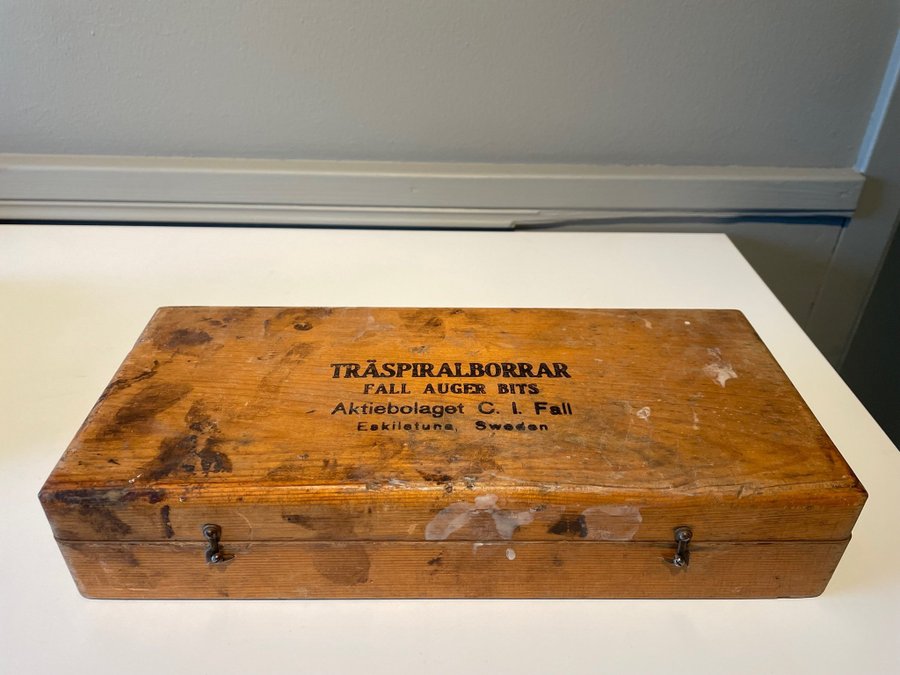 TRÄSPIRALBORRAR
FALL AUGER BITS
Aktiebolaget C. I. Fall
Eskilstuna, Sweden